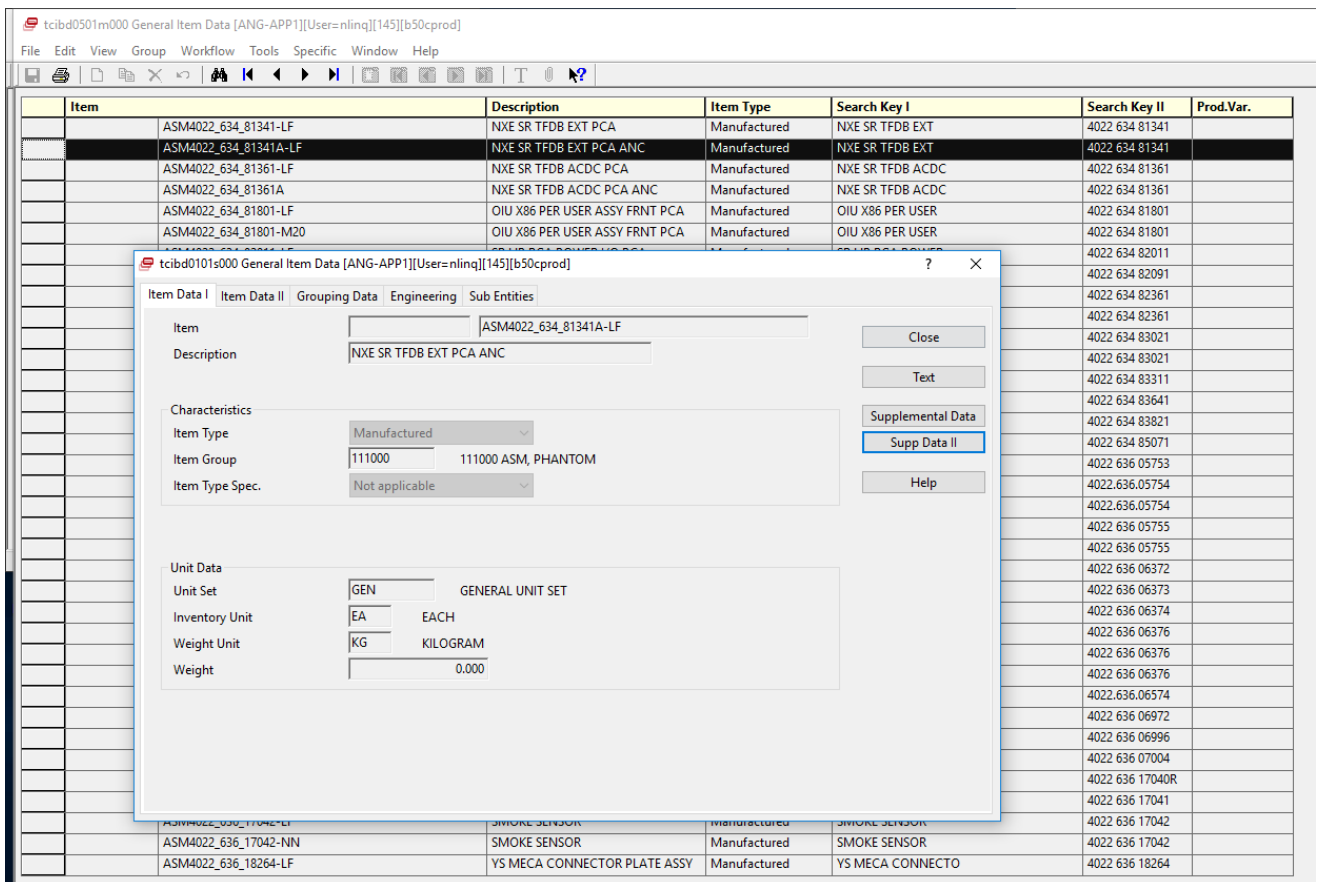 tcibd0501m000 General Item Data [ANG-APP1][User=nlinq][145][b50cprod]
File Edit View Group Workflow Tools Specific Window Help
Item Description Item Type Search Key I Search Key II Prod.Var.
ASM4022_634_81341-LF NXE SR TFDB EXT PCA Manufactured NXE SR TFDB EXT 4022 634 81341
ASM4022_634_81341A-LF NXE SR TFDB EXT PCA ANC Manufactured NXE SR TFDB EXT 4022 634 81341
ASM4022_634_81361-LF NXE SR TFDB ACDC PCA Manufactured NXE SR TFDB ACDC 4022 634 81361
ASM4022_634_81361A NXE SR TFDB ACDC PCA ANC Manufactured NXE SR TFDB ACDC 4022 634 81361
ASM4022_634_81801-LF OIU X86 PER USER ASSY FRNT PCA Manufactured OIU X86 PER USER 4022 634 81801
ASM4022_634_81801-M20 OIU X86 PER USER ASSY FRNT PCA Manufactured OIU X86 PER USER 4022 634 81801
4022 634 82011
tcibd0101s000 General Item Data [ANG-APP1][User=nlinq][145][b50cprod] ?
4022 634 82091
Item Data I Item Data II Grouping Data Engineering Sub Entities
4022 634 82361
4022 634 82361
Item ASM4022_634_81341A-LF
Close
4022 634 83021
Description NXE SR TFDB EXT PCA ANC
4022 634 83021
Text
4022 634 83311
4022 634 83641
Characteristics
Supplemental Data
4022 634 83821
Item Type Manufactured
Supp Data II
4022 634 85071
Item Group 111000 111000 ASM, PHANTOM
4022 636 05753
Item Type Spec. Not applicable
Help
4022.636.05754
4022.636.05754
4022 636 05755
4022 636 05755
Unit Data
4022 636 06372
Unit Set GEN GENERAL UNIT SET
4022 636 06373
Inventory Unit EA EACH
4022 636 06374
4022 636 06376
Weight Unit KG KILOGRAM
4022 636 06376
Weight 0.000
4022 636 06376
4022.636.06574
4022 636 06972
4022 636 06996
4022 636 07004
4022 636 17040R
4022 636 17041
ASM4022_636_17042-LF SMOKE SENSOR Manufactured SMOKE SENSOR 4022 636 17042
ASM4022_636_17042-NN SMOKE SENSOR Manufactured SMOKE SENSOR 4022 636 17042
ASM4022_636_18264-LF YS MECA CONNECTOR PLATE ASSY Manufactured YS MECA CONNECTO 4022 636 18264